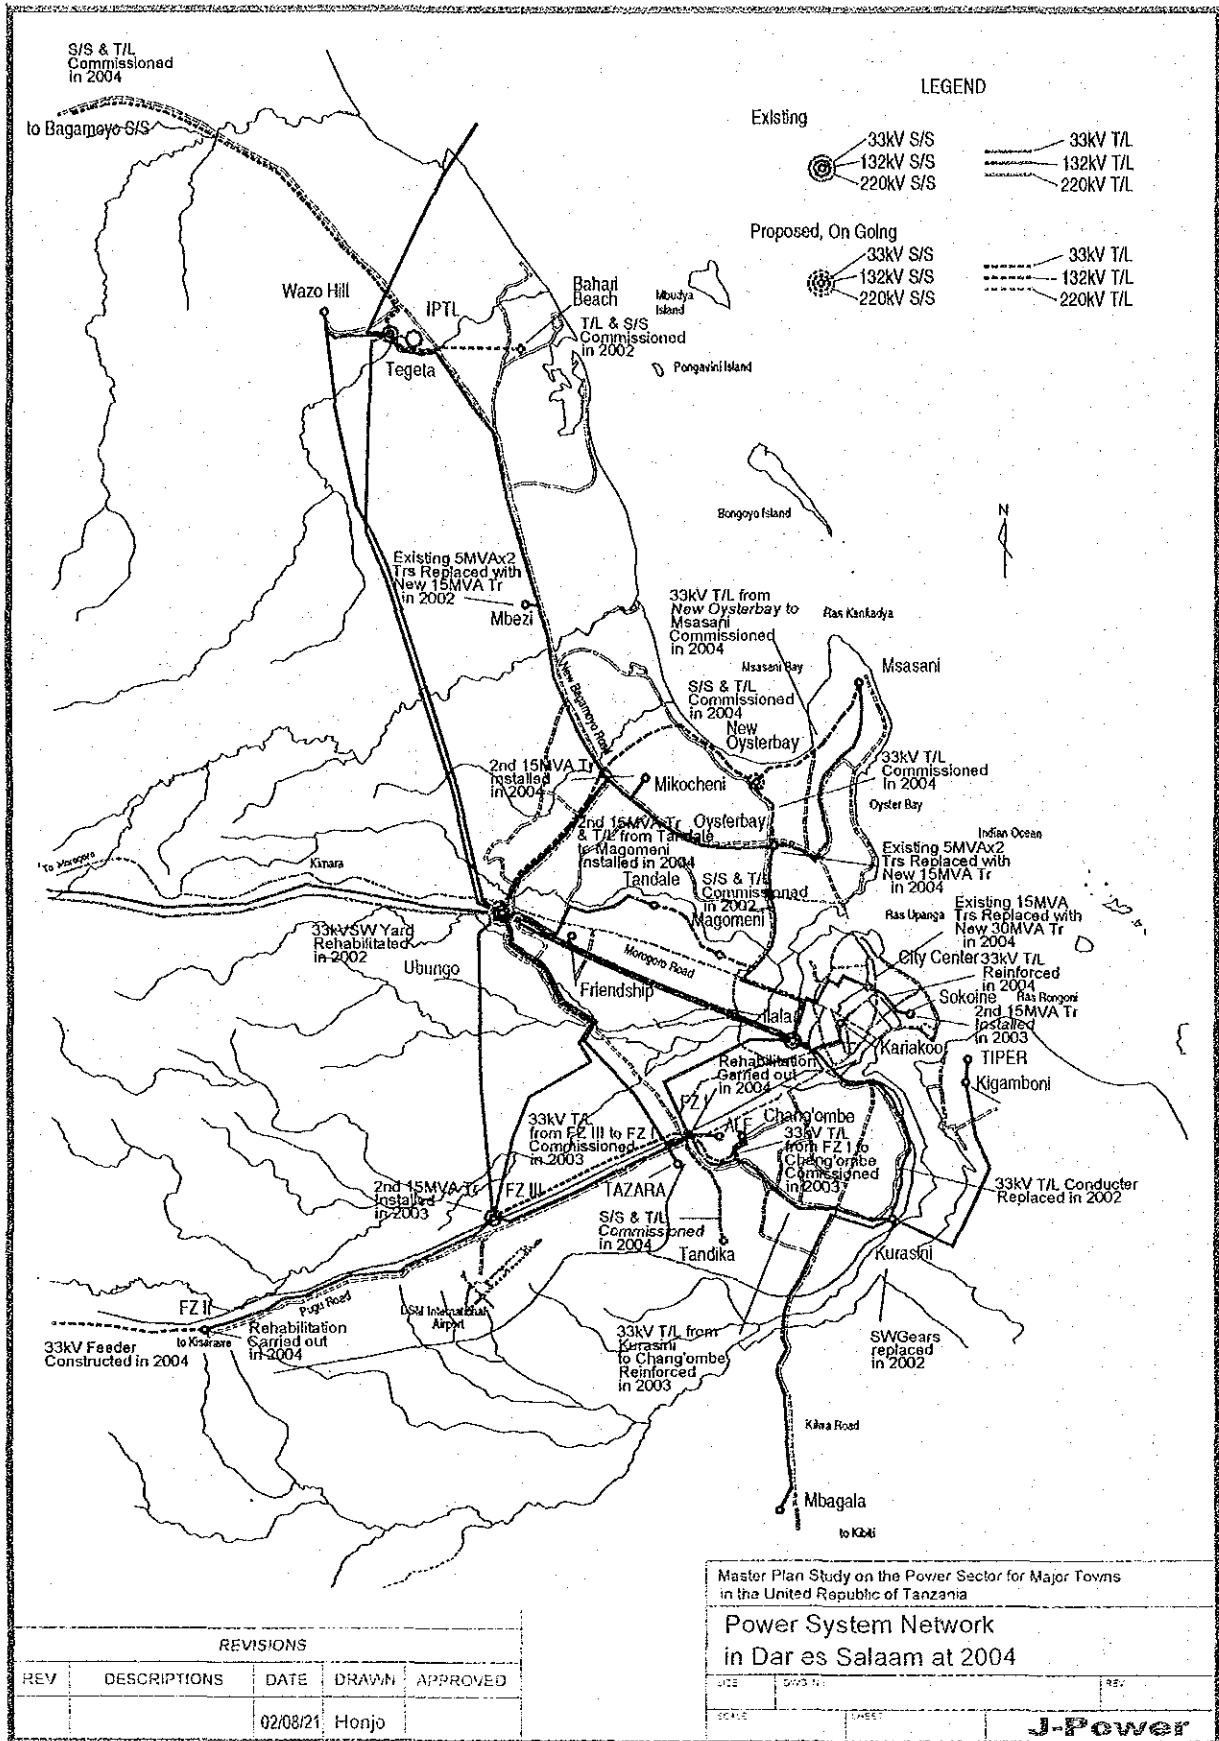 S/S & T/L
Commissioned
in 2004
to Bagamoyo S/S
LEGEND
Existing
33kV S/S
132kV S/S
220kV S/S
33kV T/L
132kV T/L
220kV T/L
Proposed, On Going
33kV S/S
132kV S/S
220kV S/S
33kV T/L
132kV T/L
220kV T/L
Wazo Hill
IPTL
Tegeta
Bahari
Beach
T/L & S/S
Commissioned
in 2002
Mbudya
Island
Pongavini Island
Bongoyo Island
N
Existing 5MVAx2
Trs Replaced with
New 15MVA Tr
in 2002
Mbezi
33kV T/L from
New Oysterbay to
Msasani
Commissioned
in 2004
Ras Kankadya
Msasani Bay
Msasani
New Bagamoyo Road
S/S & T/L
Commissioned
in 2004
New
Oysterbay
33kV T/L
Commissioned
in 2004
Oyster Bay
2nd 15MVA Tr
Installed
in 2004
Mikocheni
2nd 15MVA Tr
& T/L from Tandale
to Magomeni
Installed in 2004
Oysterbay
Indian Ocean
Existing 5MVAx2
Trs Replaced with
New 15MVA Tr
in 2004
To Morogoro
Kimara
Tandale
S/S & T/L
Commissioned
in 2002
Magomeni
Ras Upanga
Existing 15MVA
Trs Replaced with
New 30MVA Tr
in 2004
33kVSW Yard
Rehabilitated
in 2002
Ubungo
Morogoro Road
Friendship
City Center
33kV T/L
Reinforced
in 2004
Sokoine
Ras Rongoni
2nd 15MVA Tr
Installed
in 2003
Ilala
Kariakoo
TIPER
Kigamboni
Rehabilitation
Carried out
in 2004
FZ I
ALF
Chang'ombe
33kV T/L
from FZ III to FZ I
Commissioned
in 2003
33kV T/L
from FZ I to
Chang'ombe
Commissioned
in 2003
33kV T/L Conducter
Replaced in 2002
2nd 15MVA Tr
Installed
in 2003
FZ III
TAZARA
S/S & T/L
Commissioned
in 2004
Tandika
Kurasini
FZ II
Pugu Road
DSM International
Airport
to Kisarawe
Rehabilitation
Carried out
in 2004
33kV Feeder
Constructed in 2004
33kV T/L from
Kurasini
to Chang'ombe
Reinforced
in 2003
SWGears
replaced
in 2002
Kilwa Road
Mbagala
to Kibiti
Master Plan Study on the Power Sector for Major Towns
in the United Republic of Tanzania
Power System Network
in Dar es Salaam at 2004
REVISIONS
REV DESCRIPTIONS DATE DRAWN APPROVED
02/08/21 Honjo
REV
SCALE SHEET
J-Power